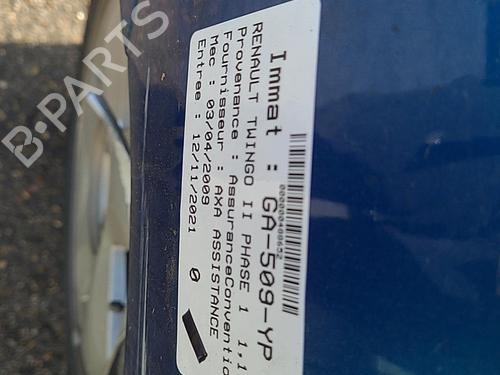 Immat : GA-509-YP
RENAULT TWINGO II PHASE 1 1,1
Provenance : AssuranceConventio
Fournisseur : AXA ASSISTANCE
Mec : 03/04/2009
Entree : 12/11/2021
0
B-PARTS